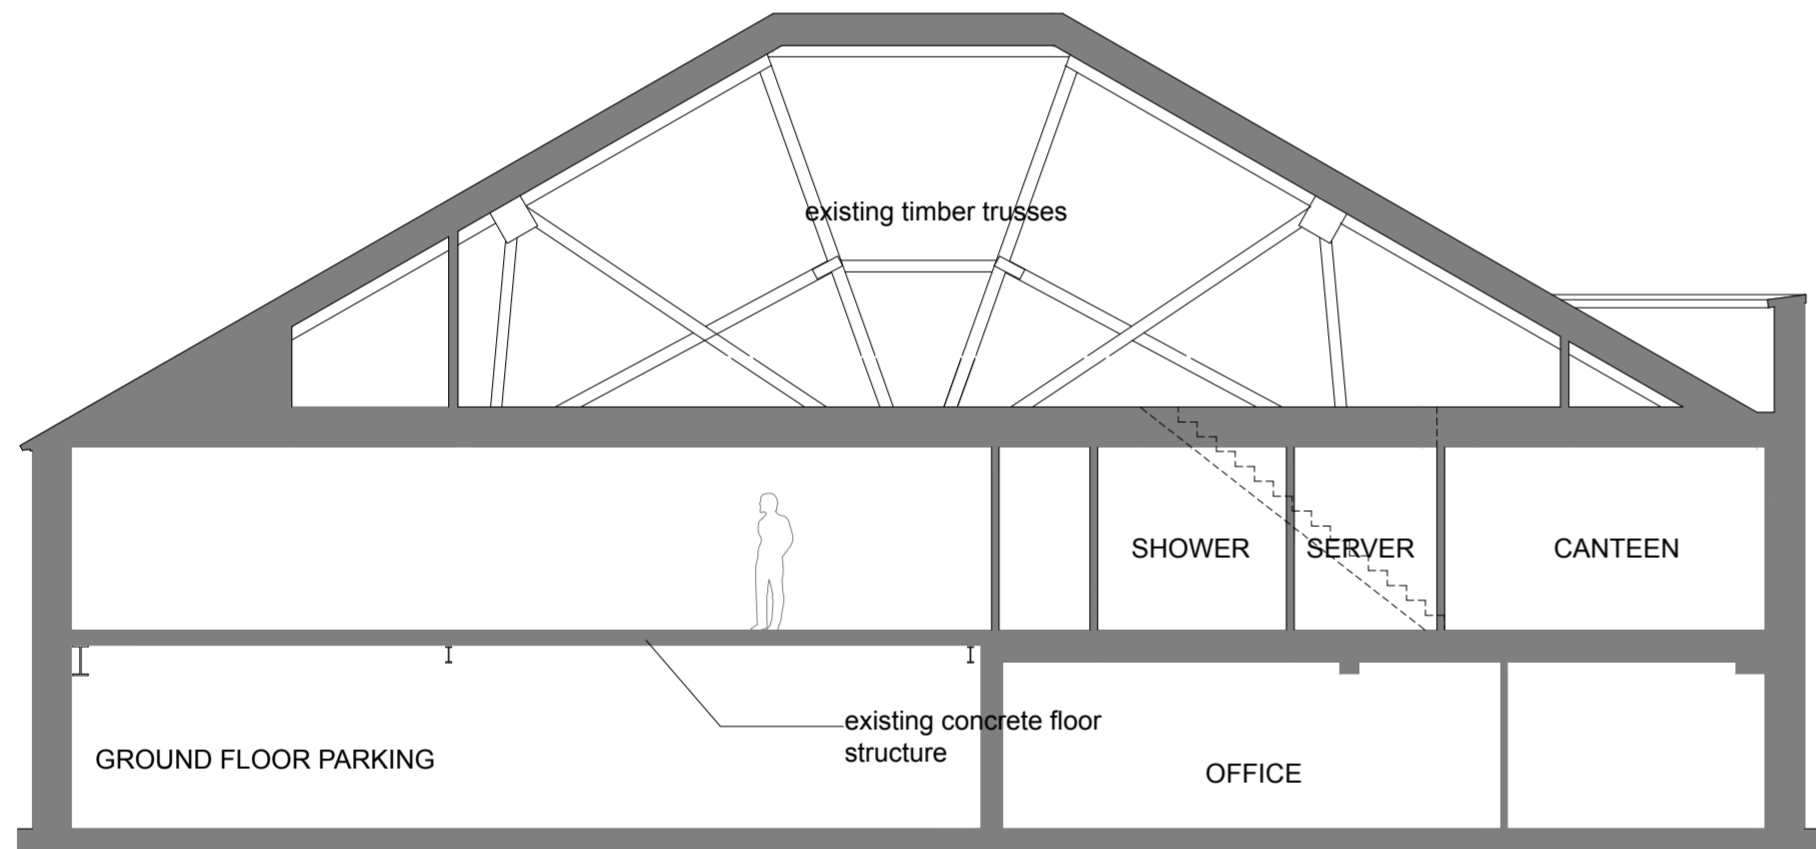 existing timber trusses
SHOWER
SERVER
CANTEEN
existing concrete floor
structure
GROUND FLOOR PARKING
OFFICE